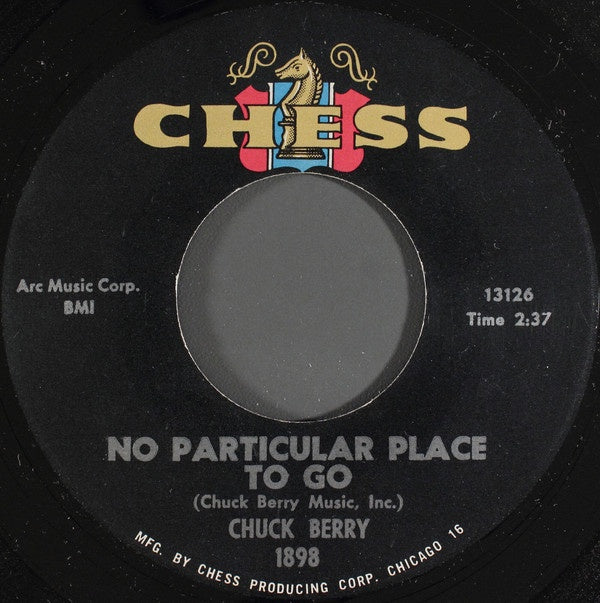 CHESS
Arc Music Corp.
BMI
13126
Time 2:37
NO PARTICULAR PLACE
TO GO
(Chuck Berry Music, Inc.)
CHUCK BERRY
1898
MFG. BY CHESS PRODUCING CORP. CHICAGO 16